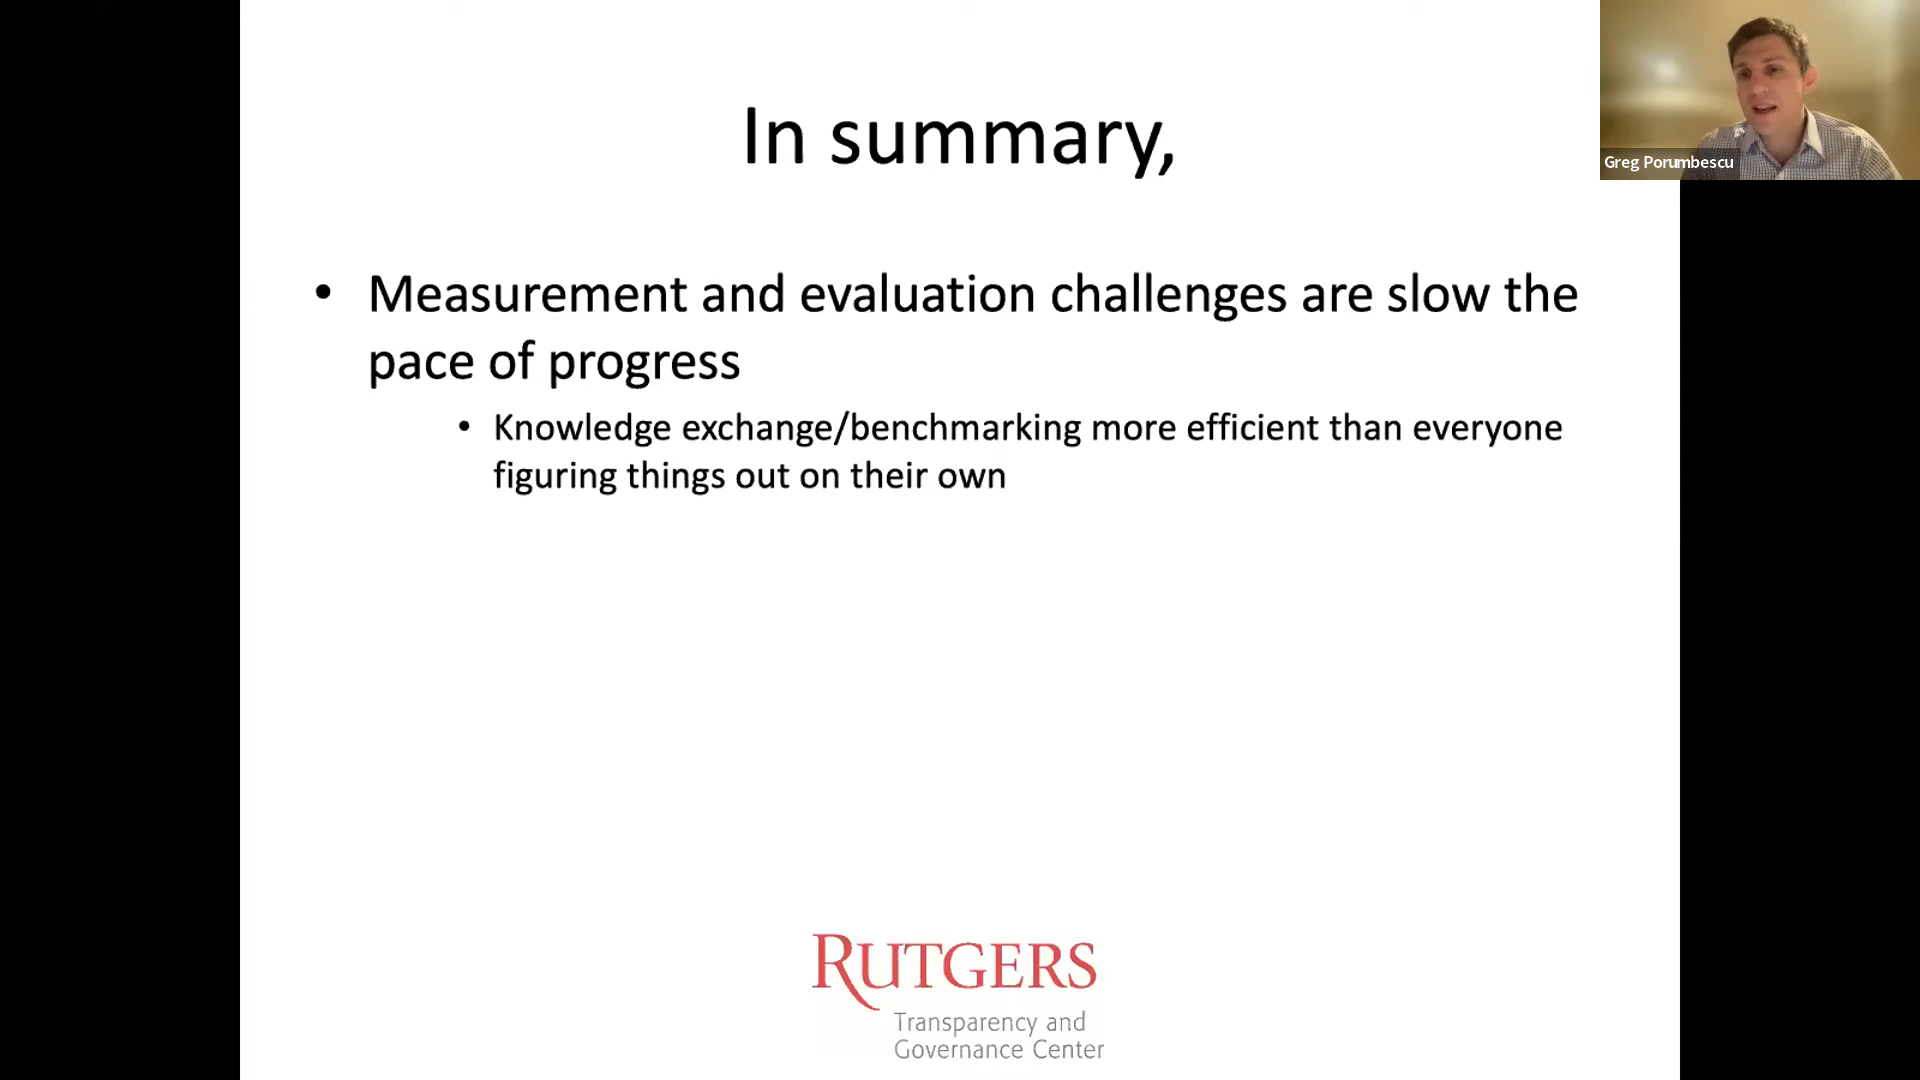 In summary,
Greg Porumbescu
• Measurement and evaluation challenges are slow the
pace of progress
• Knowledge exchange/benchmarking more efficient than everyone
figuring things out on their own
RUTGERS
Transparency and
Governance Center